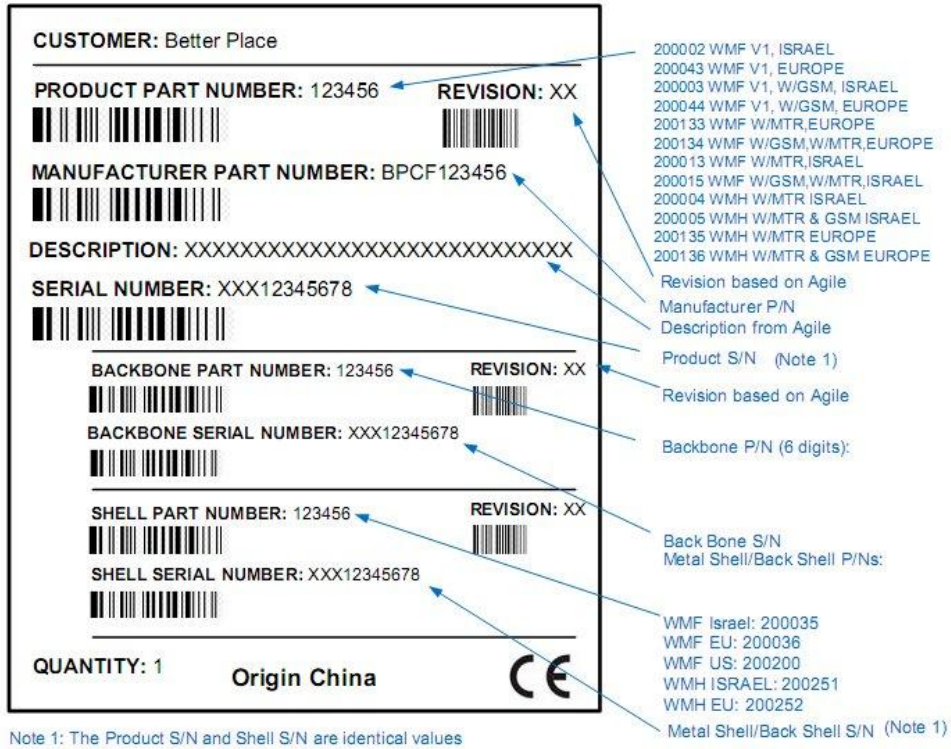 CUSTOMER: Better Place
PRODUCT PART NUMBER: 123456
REVISION: XX
MANUFACTURER PART NUMBER: BPCF123456
DESCRIPTION: XXXXXXXXXXXXXXXXXXXXXXXXXXXX
SERIAL NUMBER: XXX12345678
BACKBONE PART NUMBER: 123456
REVISION: XX
BACKBONE SERIAL NUMBER: XXX12345678
SHELL PART NUMBER: 123456
REVISION: XX
SHELL SERIAL NUMBER: XXX12345678
QUANTITY: 1
Origin China
CE
200002 WMF V1, ISRAEL
200043 WMF V1, EUROPE
200003 WMF V1, W/GSM, ISRAEL
200044 WMF V1, W/GSM, EUROPE
200133 WMF W/MTR,EUROPE
200134 WMF W/GSM,W/MTR,EUROPE
200013 WMF W/MTR,ISRAEL
200015 WMF W/GSM,W/MTR,ISRAEL
200004 WMH W/MTR ISRAEL
200005 WMH W/MTR & GSM ISRAEL
200135 WMH W/MTR EUROPE
200136 WMH W/MTR & GSM EUROPE
Revision based on Agile
Manufacturer P/N
Description from Agile
Product S/N (Note 1)
Revision based on Agile
Backbone P/N (6 digits):
Back Bone S/N
Metal Shell/Back Shell P/Ns:
WMF Israel: 200035
WMF EU: 200036
WMF US: 200200
WMH ISRAEL: 200251
WMH EU: 200252
Metal Shell/Back Shell S/N (Note 1)
Note 1: The Product S/N and Shell S/N are identical values